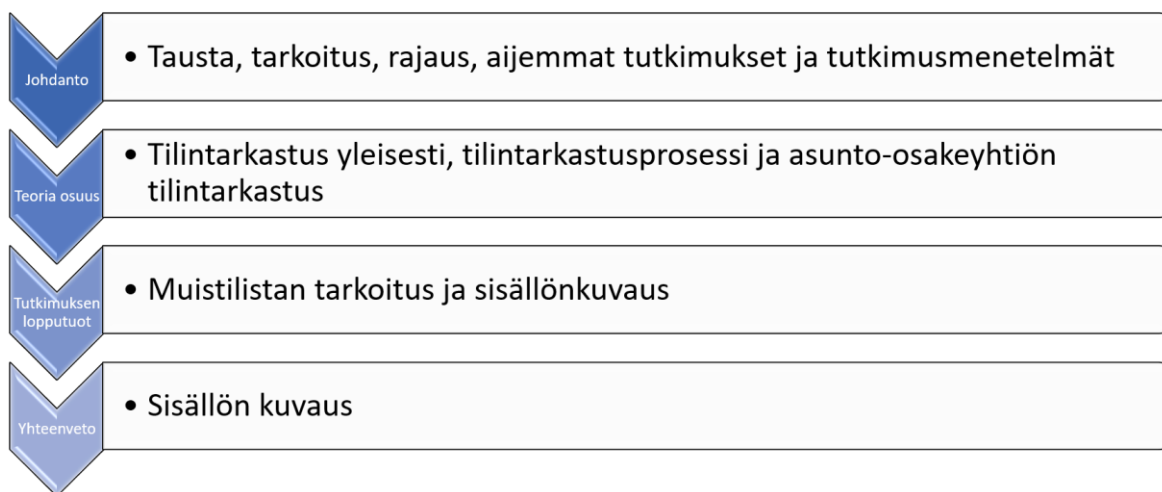 Johdanto
• Tausta, tarkoitus, rajaus, aijemmat tutkimukset ja tutkimusmenetelmät
Teoria osuus
• Tilintarkastus yleisesti, tilintarkastusprosessi ja asunto-osakeyhtiön
tilintarkastus
Tutkimuksen
lopputuot
• Muistilistan tarkoitus ja sisällönkuvaus
Yhteenveto
• Sisällön kuvaus